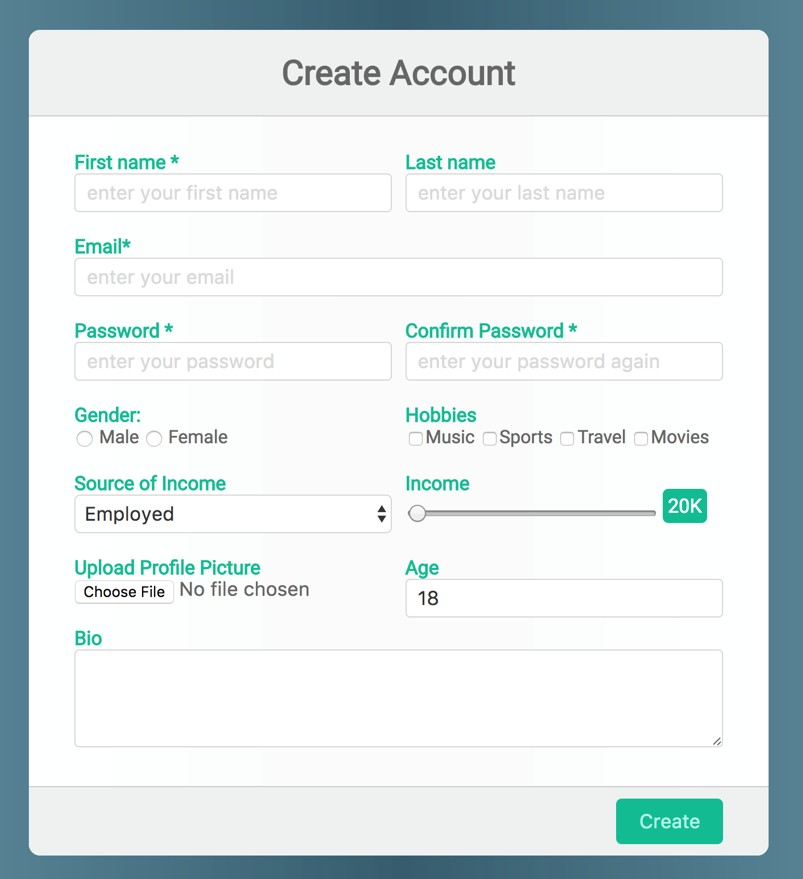 Create Account
First name * Last name
enter your first name enter your last name
Email*
enter your email
Password * Confirm Password *
enter your password enter your password again
Gender: Hobbies
Male Female Music Sports Travel Movies
Source of Income Income
Employed 20K
Upload Profile Picture Age
Choose File No file chosen 18
Bio
Create